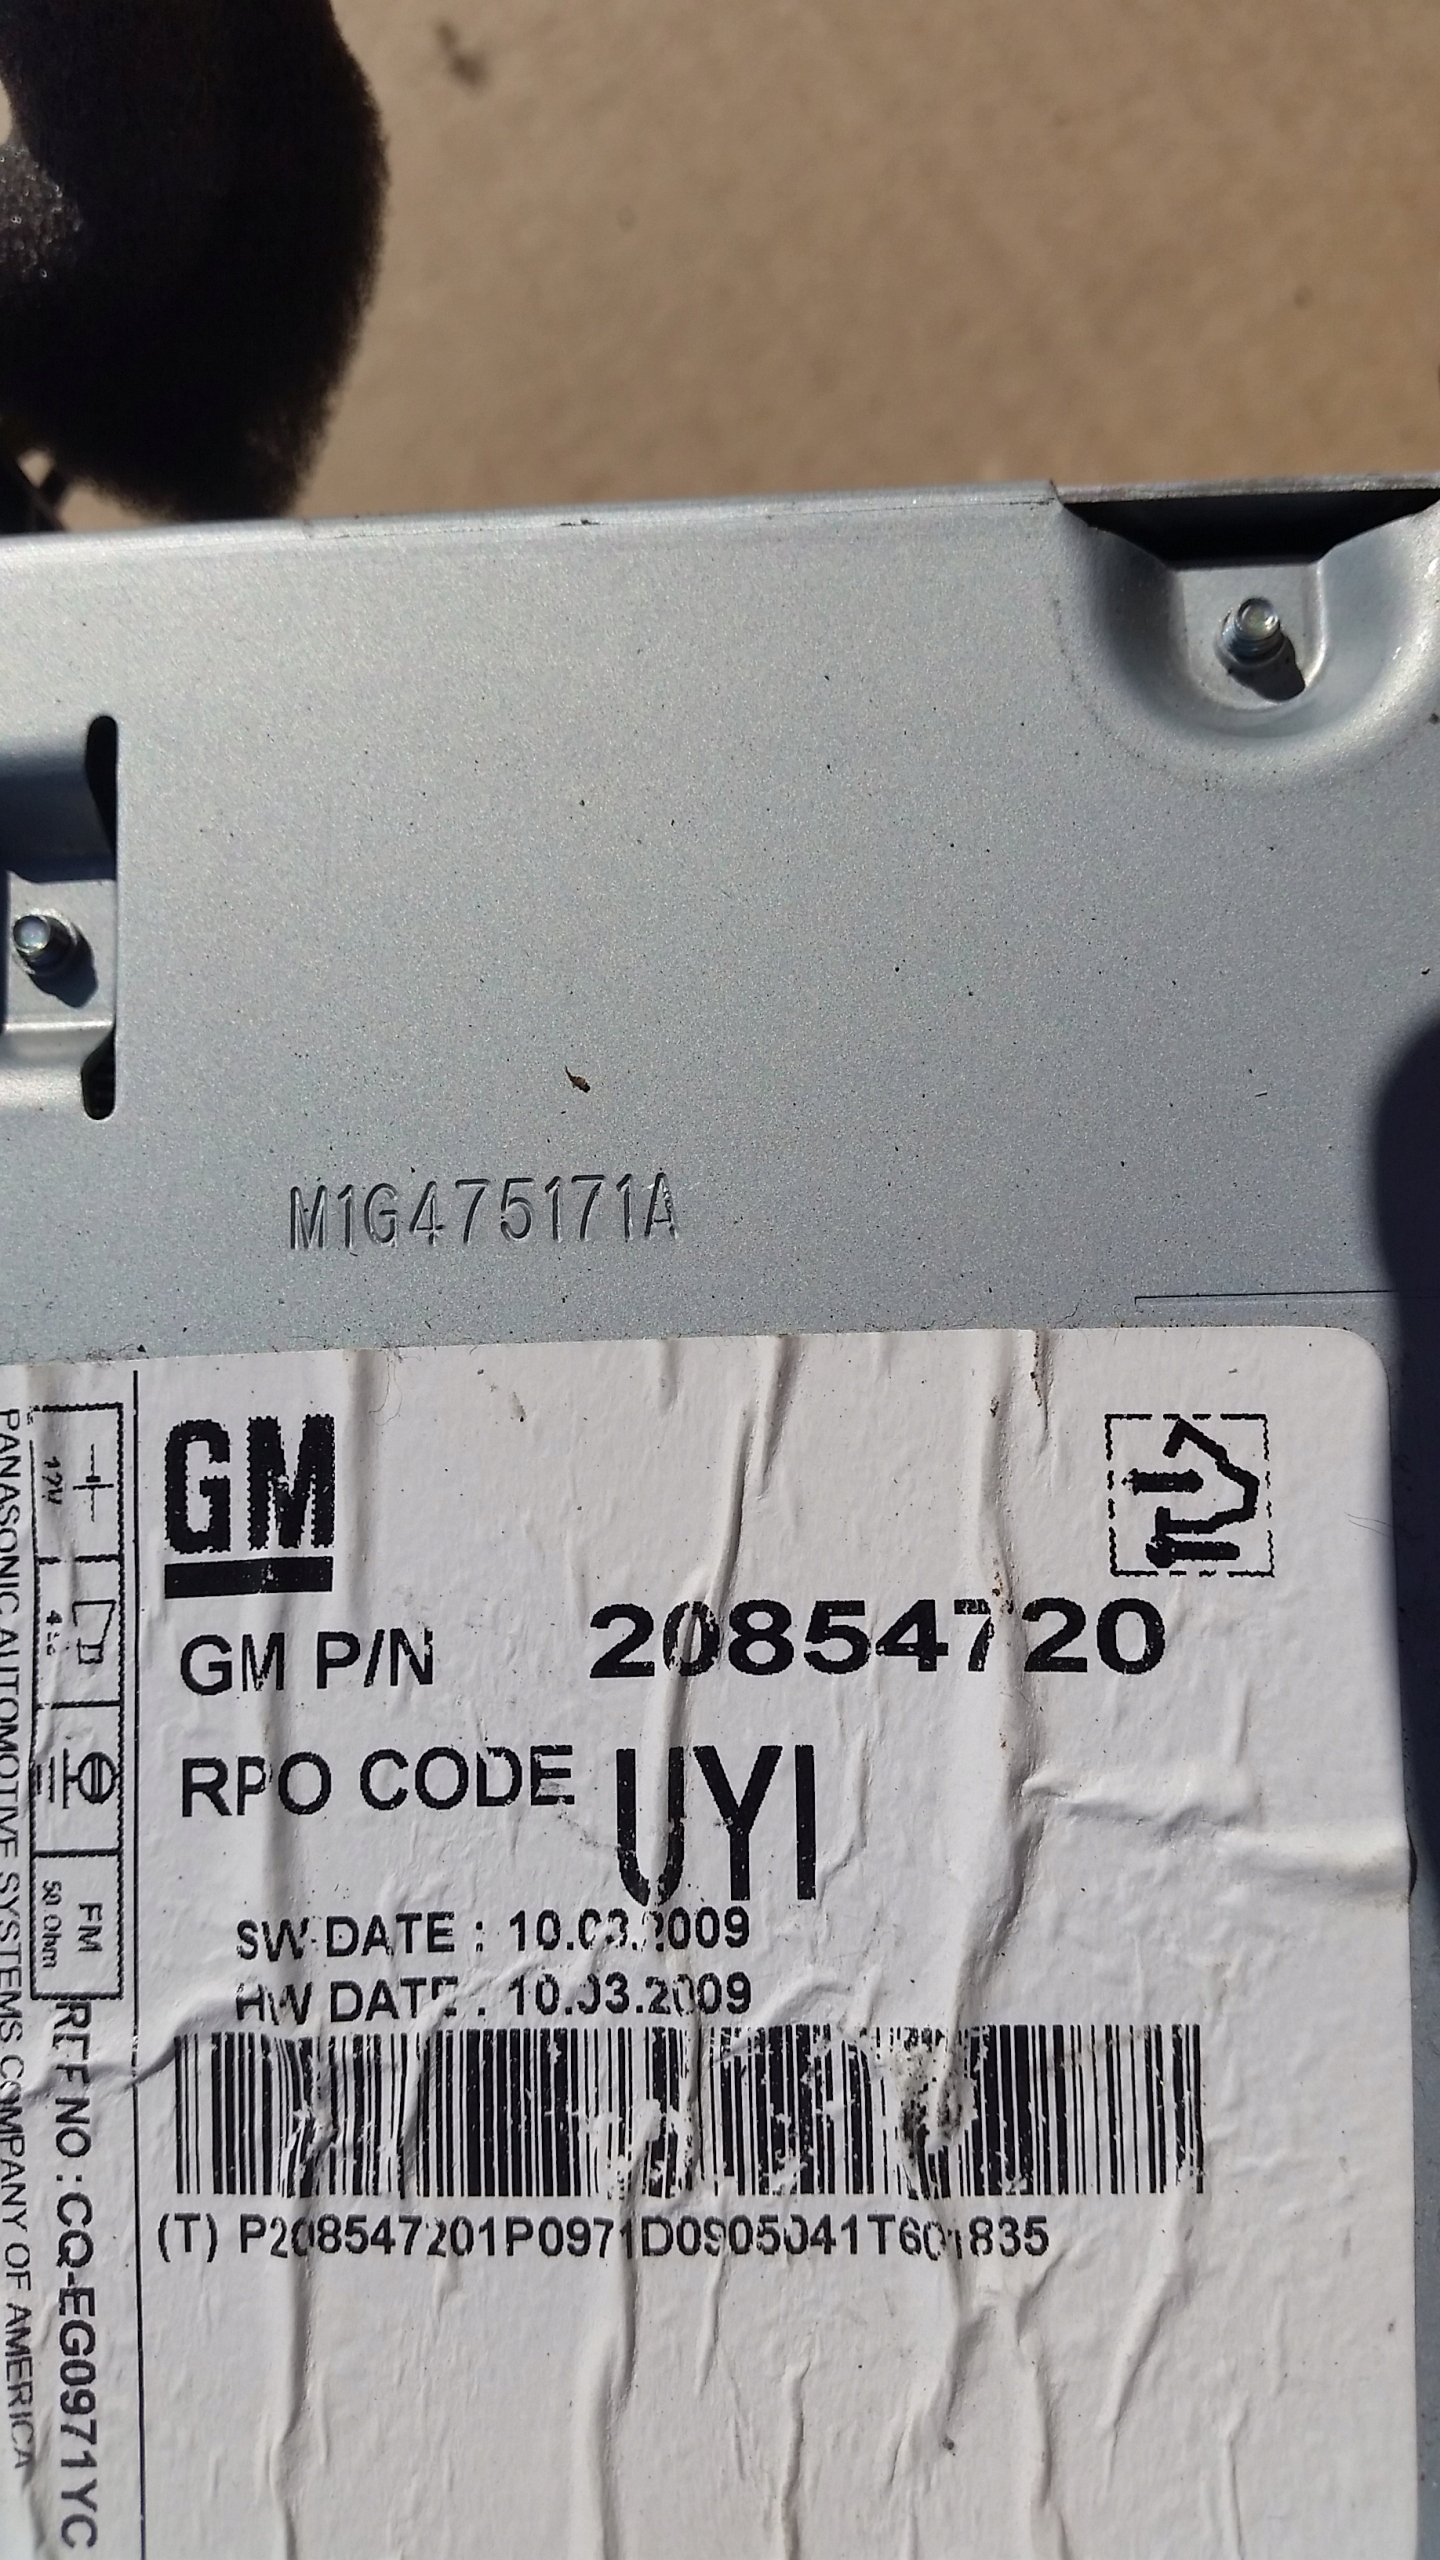 M1G475171A
GM
GM P/N 20854720
RPO CODE UYI
SW DATE : 10.03.2009
HW DATE : 10.03.2009
(T) P208547201P0971D0905041T601835
12V
FM
50 Ohm
REF NO : CQ-EG0971YC
PANASONIC AUTOMOTIVE SYSTEMS COMPANY OF AMERICA